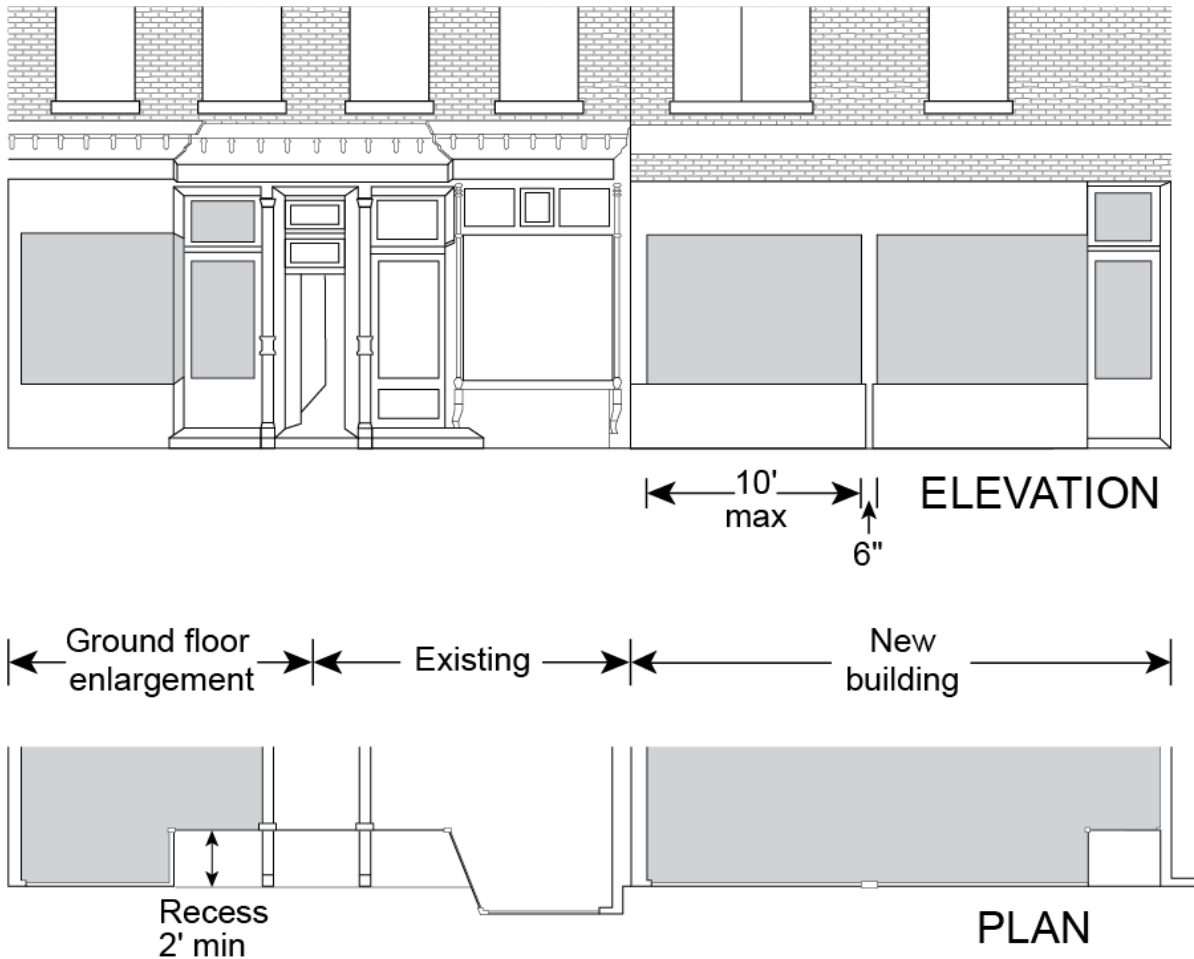 10'
max
ELEVATION
6"
Ground floor
enlargement
Existing
New
building
Recess
2' min
PLAN